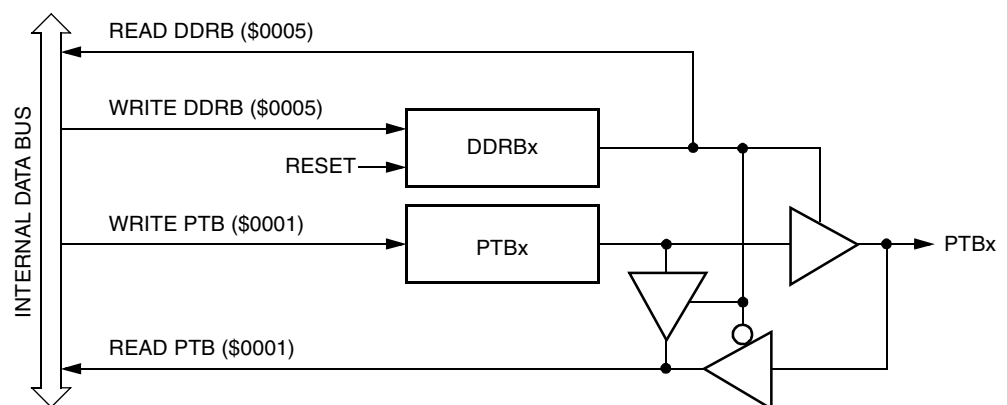 READ DDRB ($0005)
WRITE DDRB ($0005)
DDRBx
RESET
WRITE PTB ($0001)
PTBx
PTBx
READ PTB ($0001)
INTERNAL DATA BUS